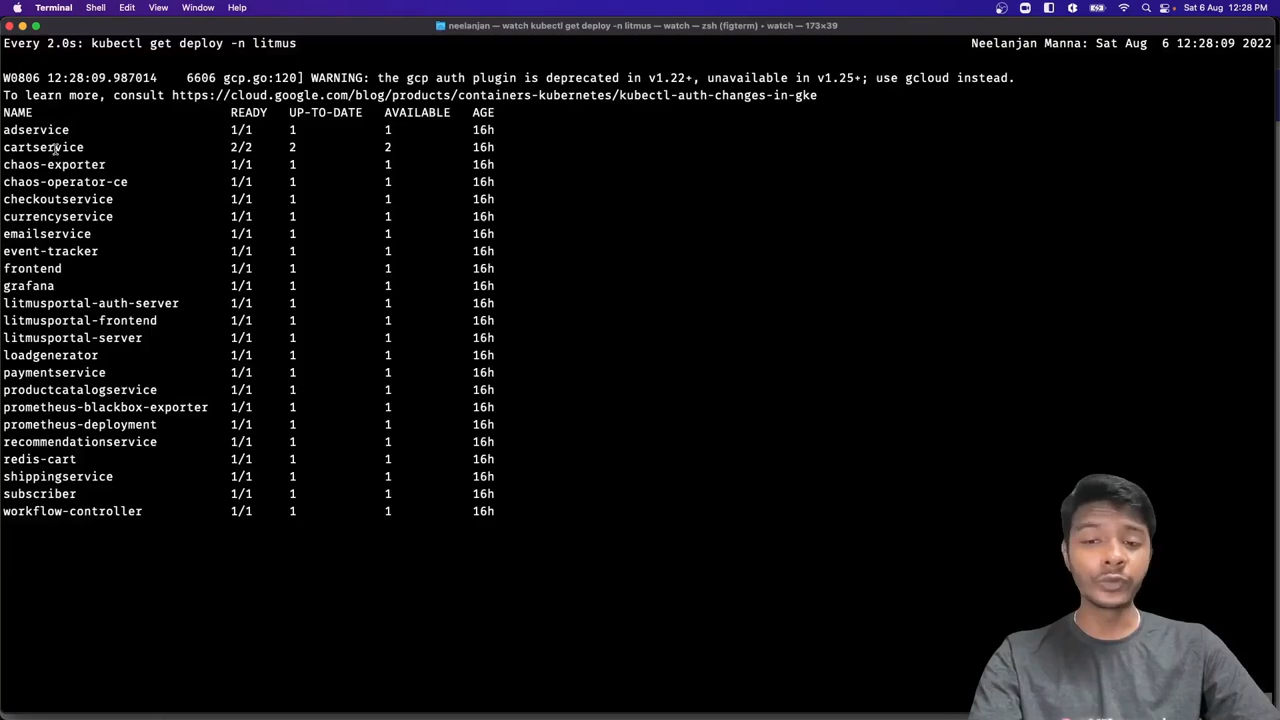 Terminal Shell Edit View Window Help Sat 6 Aug 12:28 PM
neelanjan — watch kubectl get deploy -n litmus — watch — zsh (figterm) • watch — 173×39
Every 2.0s: kubectl get deploy -n litmus Neelanjan Manna: Sat Aug 6 12:28:09 2022
W0806 12:28:09.987014 6606 gcp.go:120] WARNING: the gcp auth plugin is deprecated in v1.22+, unavailable in v1.25+; use gcloud instead.
To learn more, consult https://cloud.google.com/blog/products/containers-kubernetes/kubectl-auth-changes-in-gke
NAME READY UP-TO-DATE AVAILABLE AGE
adservice 1/1 1 1 16h
cartservice 2/2 2 2 16h
chaos-exporter 1/1 1 1 16h
chaos-operator-ce 1/1 1 1 16h
checkoutservice 1/1 1 1 16h
currencyservice 1/1 1 1 16h
emailservice 1/1 1 1 16h
event-tracker 1/1 1 1 16h
frontend 1/1 1 1 16h
grafana 1/1 1 1 16h
litmusportal-auth-server 1/1 1 1 16h
litmusportal-frontend 1/1 1 1 16h
litmusportal-server 1/1 1 1 16h
loadgenerator 1/1 1 1 16h
paymentservice 1/1 1 1 16h
productcatalogservice 1/1 1 1 16h
prometheus-blackbox-exporter 1/1 1 1 16h
prometheus-deployment 1/1 1 1 16h
recommendationservice 1/1 1 1 16h
redis-cart 1/1 1 1 16h
shippingservice 1/1 1 1 16h
subscriber 1/1 1 1 16h
workflow-controller 1/1 1 1 16h